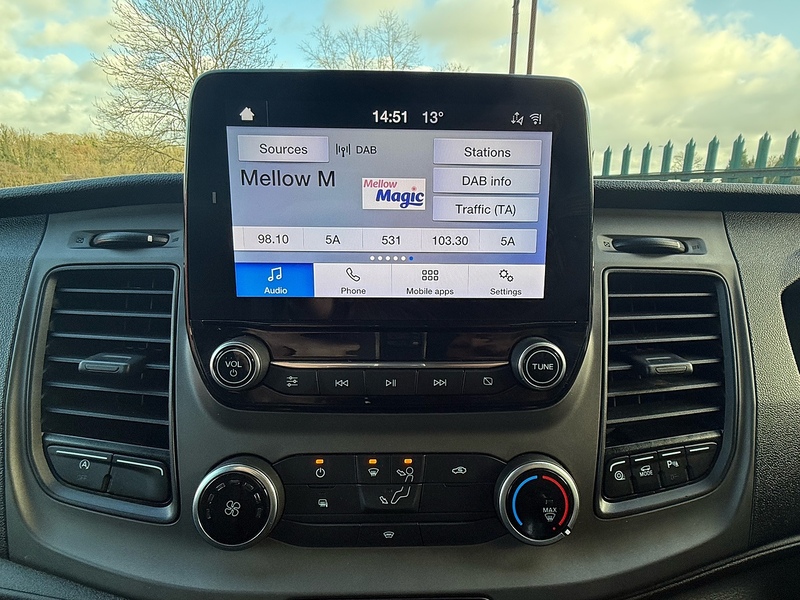 14:51 13°
Sources DAB Stations
Mellow M
Mellow
Magic
DAB info
Traffic (TA)
98.10 5A 531 103.30 5A
Audio Phone Mobile apps Settings
VOL
TUNE
A
MODE
P
MAX